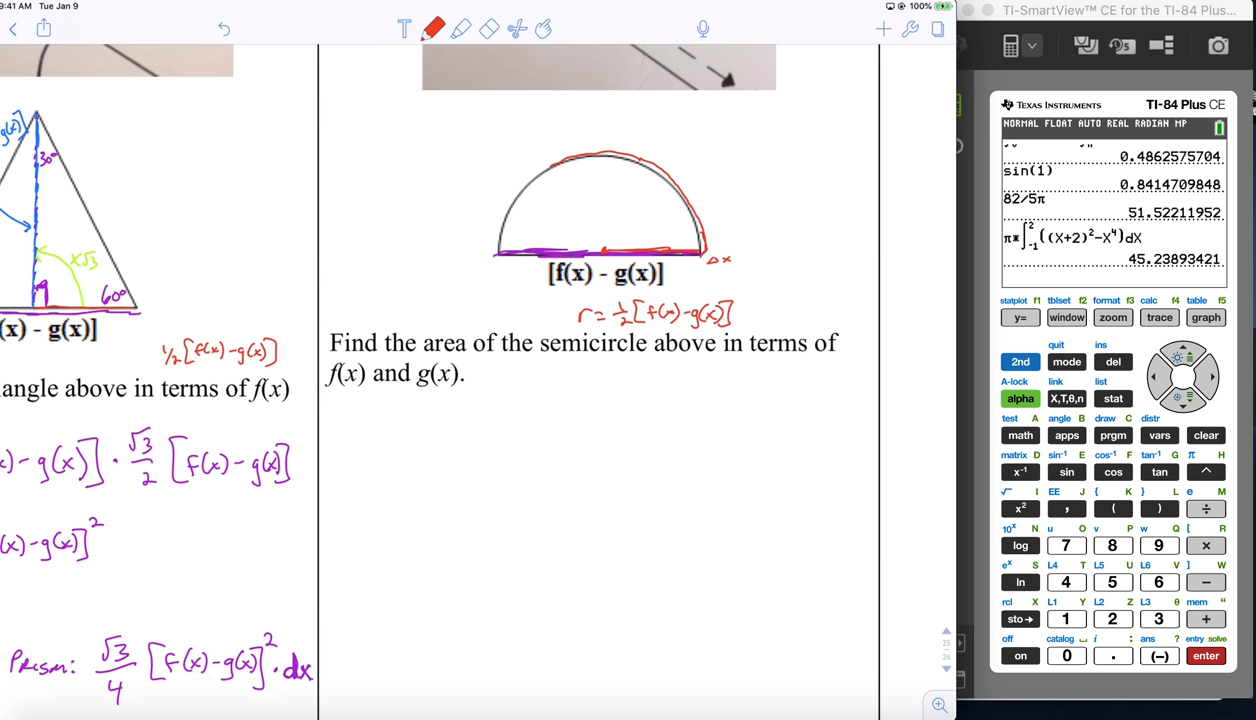 9:41 AM Tue Jan 9
100%
T
g(x)]
30°
x√3
60°
(x) - g(x)]
½[f(x)-g(x)]
angle above in terms of f(x)
x)-g(x)] · √3/2 [f(x)-g(x)]
(x)-g(x)]²
Prism: √3/4 [f(x)-g(x)]² · dx
Δx
[f(x) - g(x)]
r = ½[f(x)-g(x)]
Find the area of the semicircle above in terms of
f(x) and g(x).
25
26
TI-SmartView™ CE for the TI-84 Plus...
TEXAS INSTRUMENTS TI-84 Plus CE
NORMAL FLOAT AUTO REAL RADIAN MP
0.4862575704
sin(1)
0.8414709848
82/5π
51.52211952
π*∫₋₁²((X+2)²-X⁴)dX
45.23893421
statplot f1 tblset f2 format f3 calc f4 table f5
y= window zoom trace graph
quit ins
2nd mode del
A-lock link list
alpha X,T,θ,n stat
test A angle B draw C distr
math apps prgm vars clear
matrix D sin⁻¹ E cos⁻¹ F tan⁻¹ G π H
x⁻¹ sin cos tan ^
√ I EE J { K } L e M
x² , ( ) ÷
10ˣ N u O v P w Q [ R
log 7 8 9 ×
eˣ S L4 T L5 U L6 V ] W
ln 4 5 6 −
rcl X L1 Y L2 Z L3 θ mem "
sto→ 1 2 3 +
off catalog ␣ i : ans ? entry solve
on 0 . (−) enter